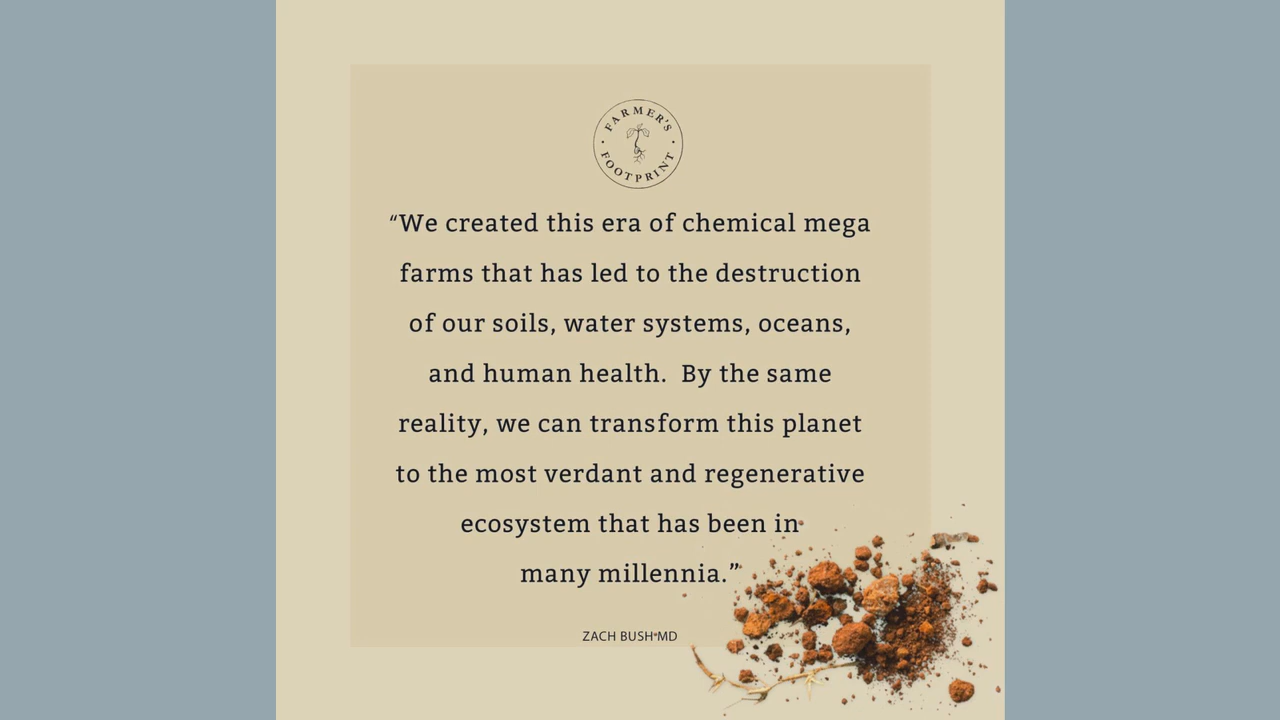 FARMER'S
FOOTPRINT
“We created this era of chemical mega
farms that has led to the destruction
of our soils, water systems, oceans,
and human health.  By the same
reality, we can transform this planet
to the most verdant and regenerative
ecosystem that has been in
many millennia.”
ZACH BUSH MD